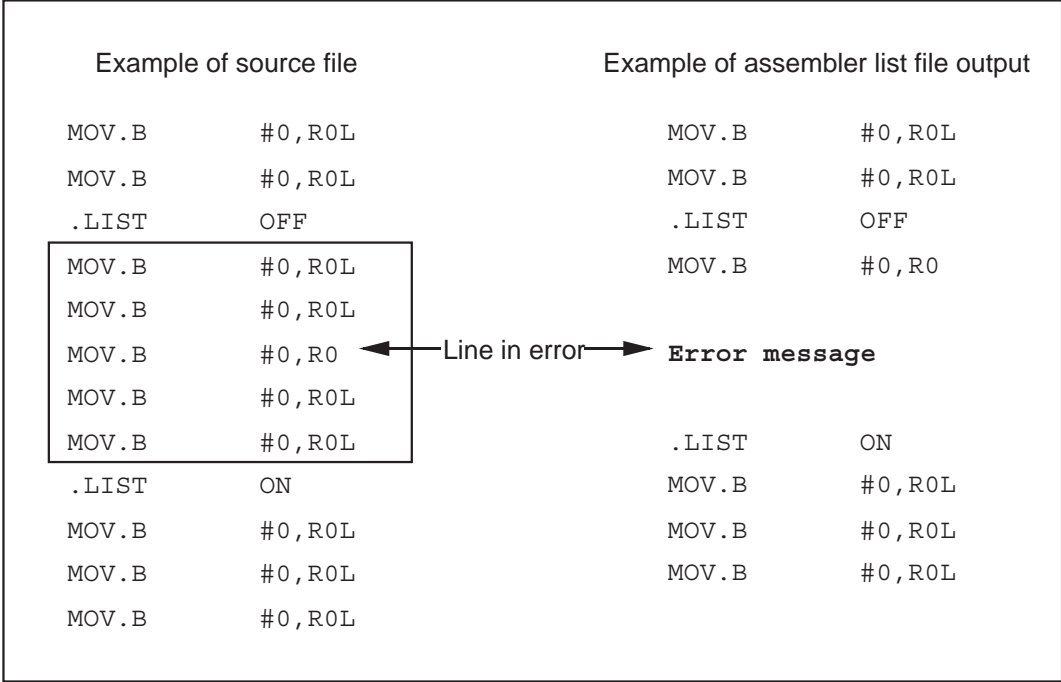 Example of source file
MOV.B #0,R0L
MOV.B #0,R0L
.LIST OFF
MOV.B #0,R0L
MOV.B #0,R0L
MOV.B #0,R0
MOV.B #0,R0L
MOV.B #0,R0L
.LIST ON
MOV.B #0,R0L
MOV.B #0,R0L
MOV.B #0,R0L
Line in error
Example of assembler list file output
MOV.B #0,R0L
MOV.B #0,R0L
.LIST OFF
MOV.B #0,R0
Error message
.LIST ON
MOV.B #0,R0L
MOV.B #0,R0L
MOV.B #0,R0L